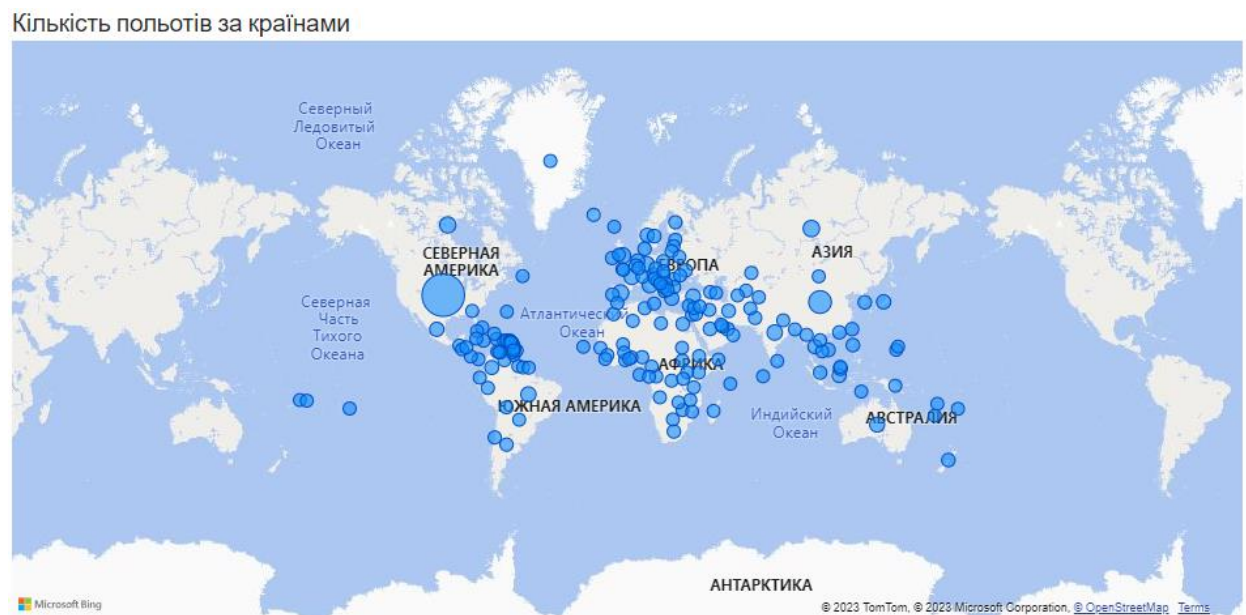 Кількість польотів за країнами
Северный
Ледовитый
Океан
СЕВЕРНАЯ
АМЕРИКА
ЕВРОПА
АЗИЯ
Северная
Часть
Тихого
Океана
Атлантический
Океан
АФРИКА
ЮЖНАЯ АМЕРИКА
Индийский
Океан
АВСТРАЛИЯ
АНТАРКТИКА
Microsoft Bing
© 2023 TomTom, © 2023 Microsoft Corporation, © OpenStreetMap Terms